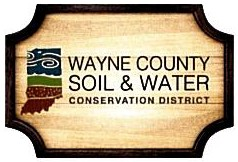 WAYNE COUNTY
SOIL & WATER
CONSERVATION DISTRICT